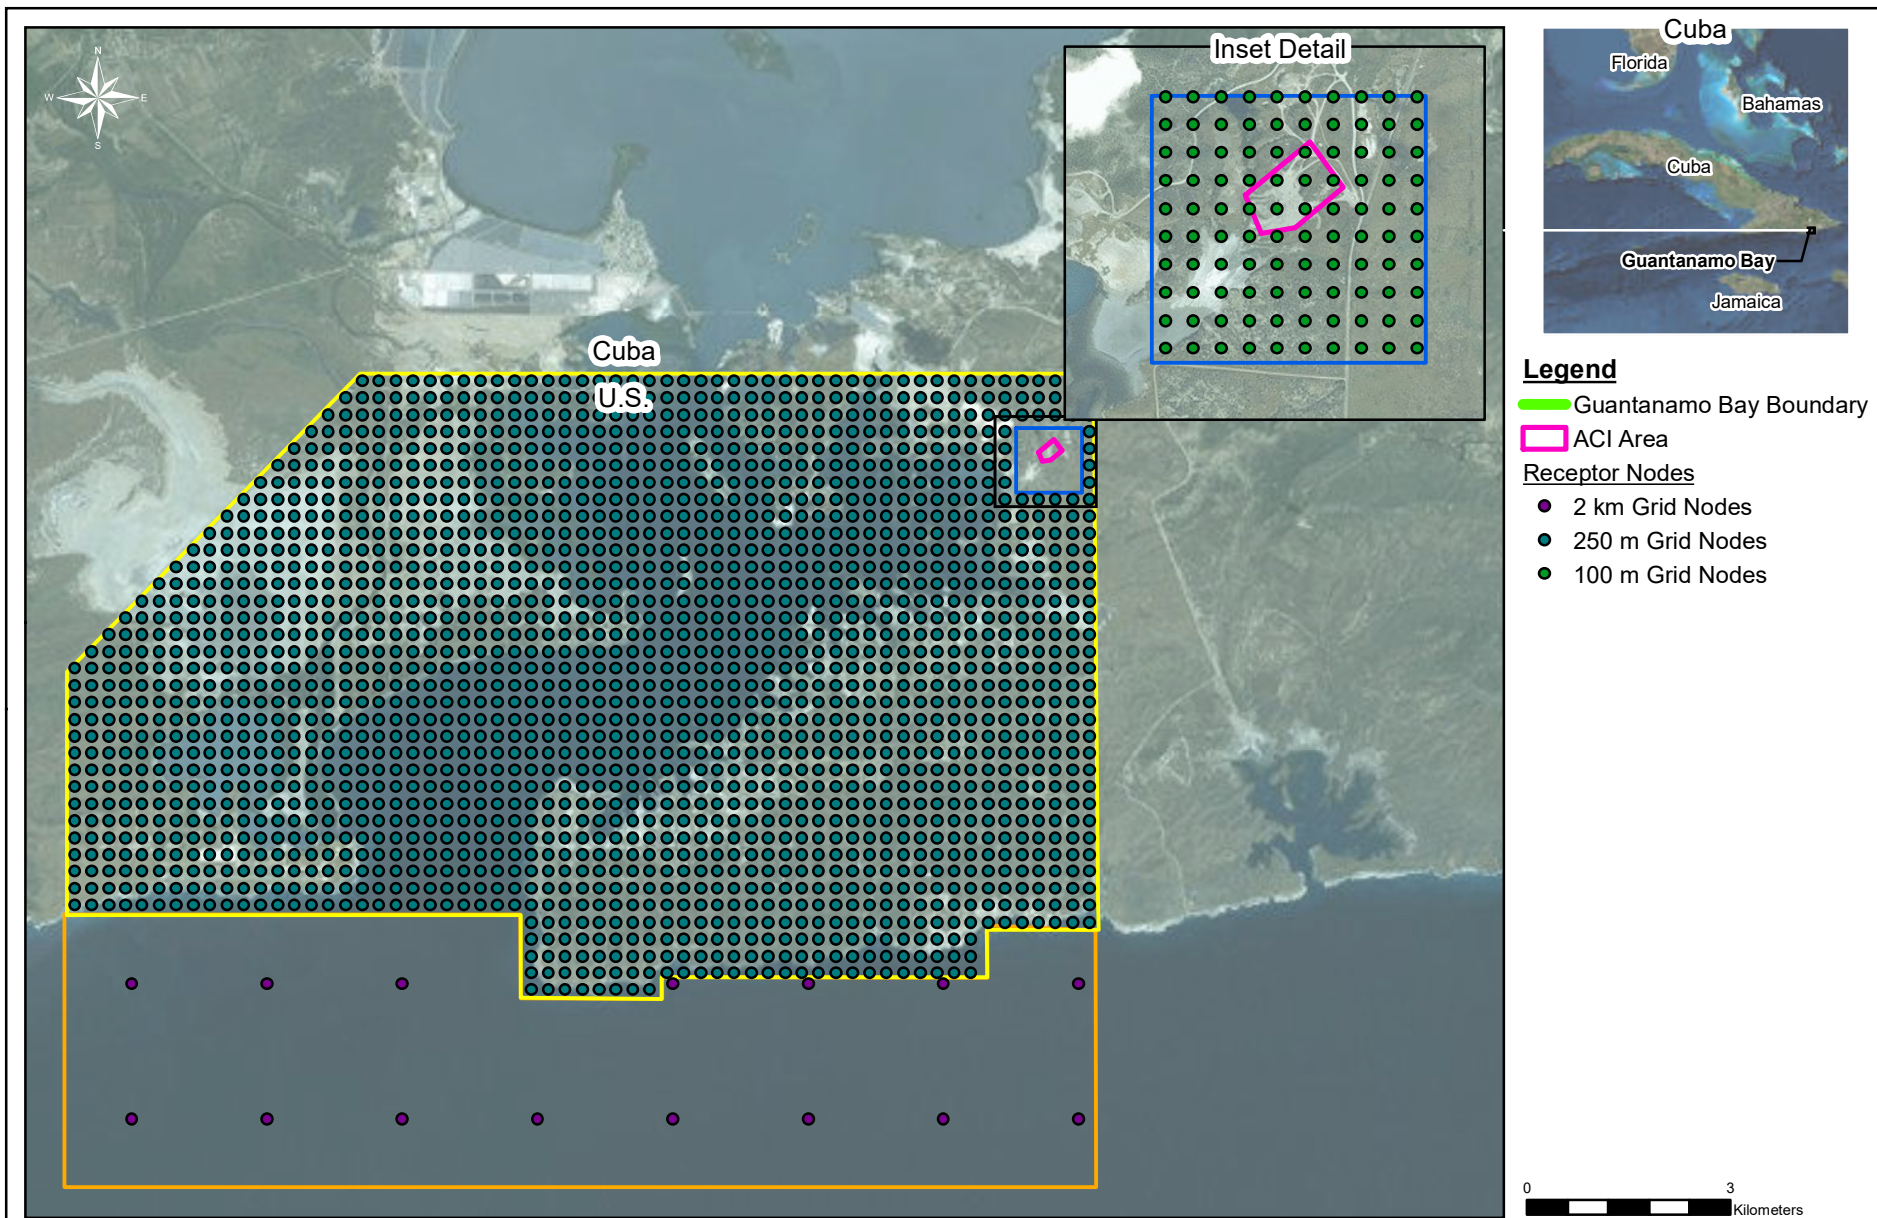 N
W
E
S
Cuba
U.S.
Inset Detail
Cuba
Florida
Bahamas
Cuba
Guantanamo Bay
Jamaica
Legend
Guantanamo Bay Boundary
ACI Area
Receptor Nodes
2 km Grid Nodes
250 m Grid Nodes
100 m Grid Nodes
0 3
Kilometers